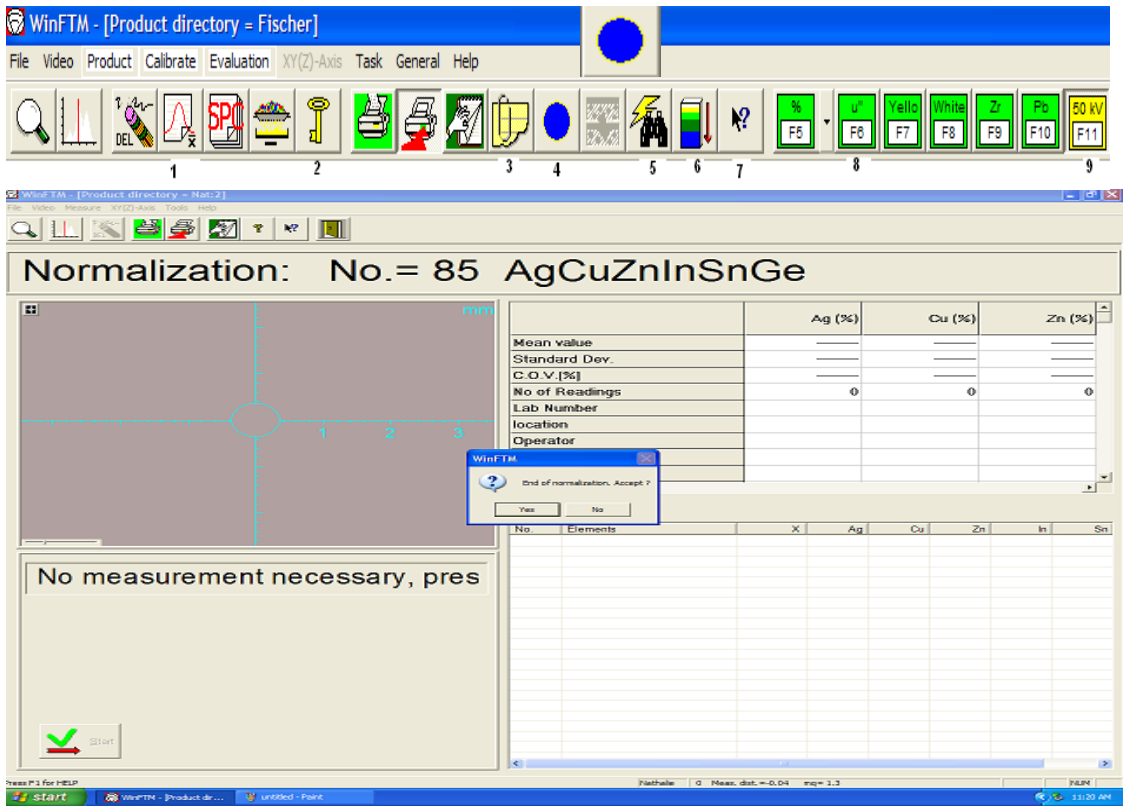 WinFTM - [Product directory = Fischer]
File Video Product Calibrate Evaluation XY(Z)-Axis Task General Help
DEL SPC % F5 u" F6 Yello F7 White F8 Zr F9 Pb F10 50 kV F11
1 2 3 4 5 6 7 8 9
WinFTM - [Product directory = Nat:2]
File Video Measure XY(Z)-Axis Tools Help
Normalization: No.= 85 AgCuZnInSnGe
mm
Ag (%) Cu (%) Zn (%)
Mean value
Standard Dev.
C.O.V.[%]
No of Readings 0 0 0
Lab Number
location
Operator
1 2 3
WinFTM
End of normalization. Accept ?
Yes No
No. Elements X Ag Cu Zn In Sn
No measurement necessary, pres
Start
Press F1 for HELP Nathalie 0 Meas. dist.=-0.04 mq= 1.3 NUM
start WinFTM - [Product dir... untitled - Paint 11:20 AM